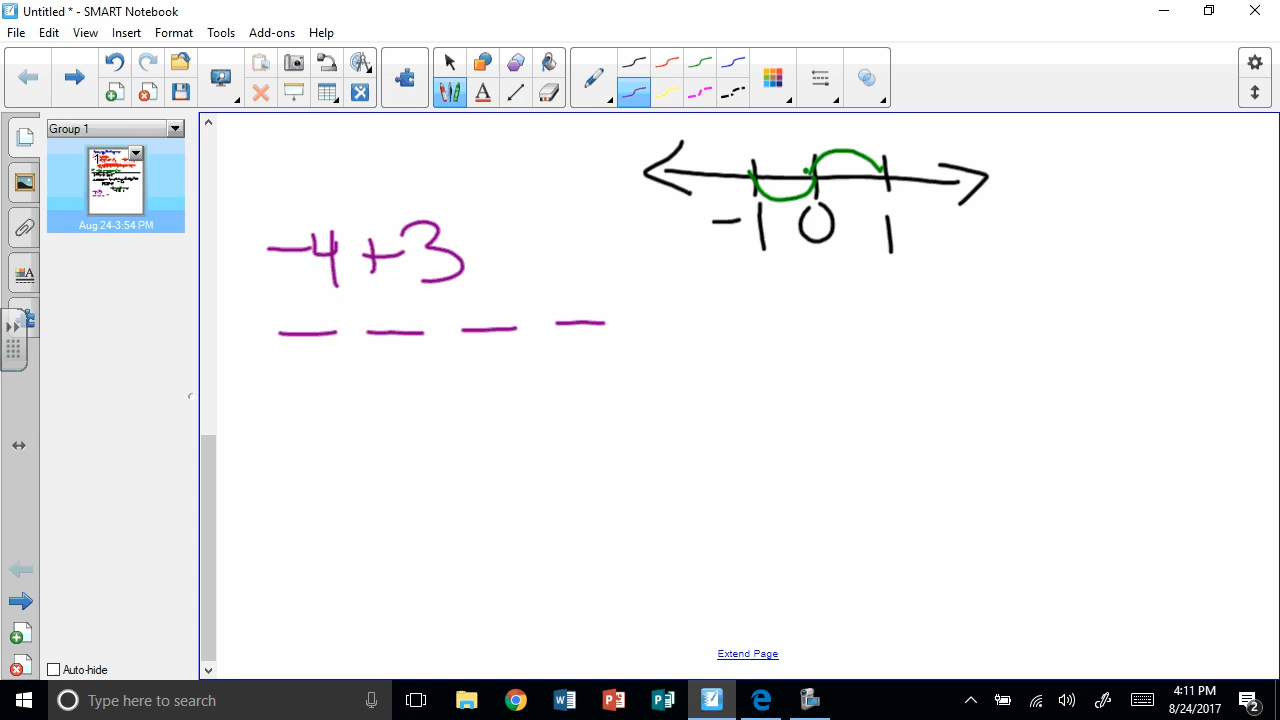 Untitled * - SMART Notebook
File Edit View Insert Format Tools Add-ons Help
Group 1
Aug 24-3:54 PM
-1 0 1
-4 + 3
— — — —
Extend Page
Auto-hide
Type here to search
4:11 PM
8/24/2017
2